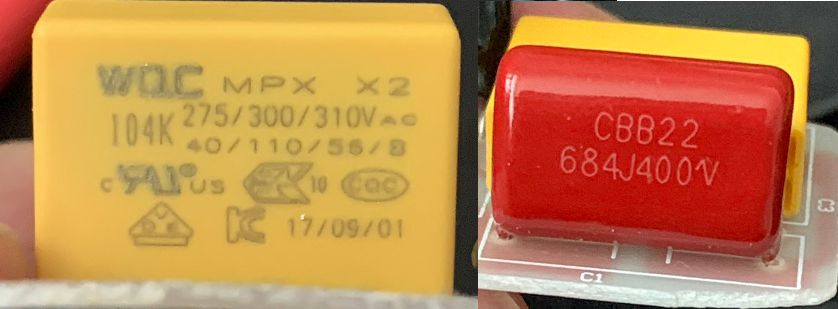 WQC MPX X2
104K 275/300/310VAC
40/110/56/B
c RU US 10 CQC
17/09/01
CBB22
684J400V
C1